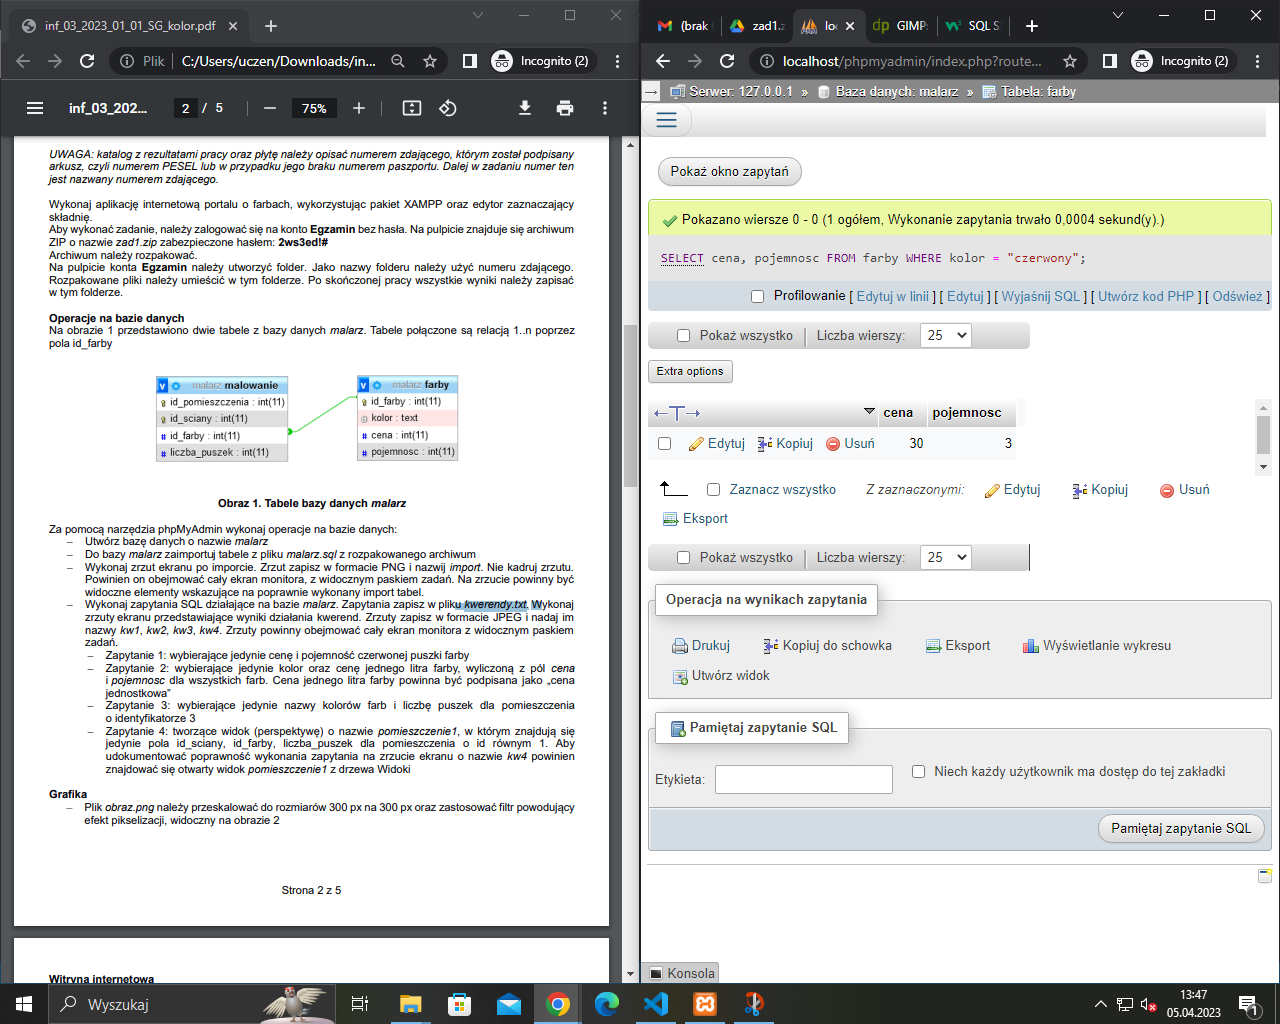 inf_03_2023_01_01_SG_kolor.pdf
Plik
C:/Users/uczen/Downloads/in...
Incognito (2)
inf_03_202...
2 / 5
75%
UWAGA: katalog z rezultatami pracy oraz płytę należy opisać numerem zdającego, którym został podpisany
arkusz, czyli numerem PESEL lub w przypadku jego braku numerem paszportu. Dalej w zadaniu numer ten
jest nazwany numerem zdającego.
Wykonaj aplikację internetową portalu o farbach, wykorzystując pakiet XAMPP oraz edytor zaznaczający
składnię.
Aby wykonać zadanie, należy zalogować się na konto Egzamin bez hasła. Na pulpicie znajduje się archiwum
ZIP o nazwie zad1.zip zabezpieczone hasłem: 2ws3ed!#
Archiwum należy rozpakować.
Na pulpicie konta Egzamin należy utworzyć folder. Jako nazwy folderu należy użyć numeru zdającego.
Rozpakowane pliki należy umieścić w tym folderze. Po skończonej pracy wszystkie wyniki należy zapisać
w tym folderze.
Operacje na bazie danych
Na obrazie 1 przedstawiono dwie tabele z bazy danych malarz. Tabele połączone są relacją 1..n poprzez
pola id_farby
v malarz malowanie
id_pomieszczenia : int(11)
id_sciany : int(11)
# id_farby : int(11)
# liczba_puszek : int(11)
v malarz farby
id_farby : int(11)
kolor : text
# cena : int(11)
# pojemnosc : int(11)
Obraz 1. Tabele bazy danych malarz
Za pomocą narzędzia phpMyAdmin wykonaj operacje na bazie danych:
– Utwórz bazę danych o nazwie malarz
– Do bazy malarz zaimportuj tabele z pliku malarz.sql z rozpakowanego archiwum
– Wykonaj zrzut ekranu po imporcie. Zrzut zapisz w formacie PNG i nazwij import. Nie kadruj zrzutu.
Powinien on obejmować cały ekran monitora, z widocznym paskiem zadań. Na zrzucie powinny być
widoczne elementy wskazujące na poprawnie wykonany import tabel.
– Wykonaj zapytania SQL działające na bazie malarz. Zapytania zapisz w pliku kwerendy.txt, Wykonaj
zrzuty ekranu przedstawiające wyniki działania kwerend. Zrzuty zapisz w formacie JPEG i nadaj im
nazwy kw1, kw2, kw3, kw4. Zrzuty powinny obejmować cały ekran monitora z widocznym paskiem
zadań.
– Zapytanie 1: wybierające jedynie cenę i pojemność czerwonej puszki farby
– Zapytanie 2: wybierające jedynie kolor oraz cenę jednego litra farby, wyliczoną z pól cena
i pojemnosc dla wszystkich farb. Cena jednego litra farby powinna być podpisana jako „cena
jednostkowa”
– Zapytanie 3: wybierające jedynie nazwy kolorów farb i liczbę puszek dla pomieszczenia
o identyfikatorze 3
– Zapytanie 4: tworzące widok (perspektywę) o nazwie pomieszczenie1, w którym znajdują się
jedynie pola id_sciany, id_farby, liczba_puszek dla pomieszczenia o id równym 1. Aby
udokumentować poprawność wykonania zapytania na zrzucie ekranu o nazwie kw4 powinien
znajdować się otwarty widok pomieszczenie1 z drzewa Widoki
Grafika
– Plik obraz.png należy przeskalować do rozmiarów 300 px na 300 px oraz zastosować filtr powodujący
efekt pikselizacji, widoczny na obrazie 2
Strona 2 z 5
Witryna internetowa
(brak
zad1.z
loc
dp GIMP:
SQL S
localhost/phpmyadmin/index.php?route...
Incognito (2)
Serwer: 127.0.0.1 » Baza danych: malarz » Tabela: farby
Pokaż okno zapytań
Pokazano wiersze 0 - 0 (1 ogółem, Wykonanie zapytania trwało 0,0004 sekund(y).)
SELECT cena, pojemnosc FROM farby WHERE kolor = "czerwony";
Profilowanie [ Edytuj w linii ] [ Edytuj ] [ Wyjaśnij SQL ] [ Utwórz kod PHP ] [ Odśwież ]
Pokaż wszystko
Liczba wierszy:
25
Extra options
cena
pojemnosc
Edytuj
Kopiuj
Usuń
30
3
Zaznacz wszystko
Z zaznaczonymi:
Edytuj
Kopiuj
Usuń
Eksport
Pokaż wszystko
Liczba wierszy:
25
Operacja na wynikach zapytania
Drukuj
Kopiuj do schowka
Eksport
Wyświetlanie wykresu
Utwórz widok
Pamiętaj zapytanie SQL
Etykieta:
Niech każdy użytkownik ma dostęp do tej zakładki
Pamiętaj zapytanie SQL
Konsola
Wyszukaj
13:47
05.04.2023
1